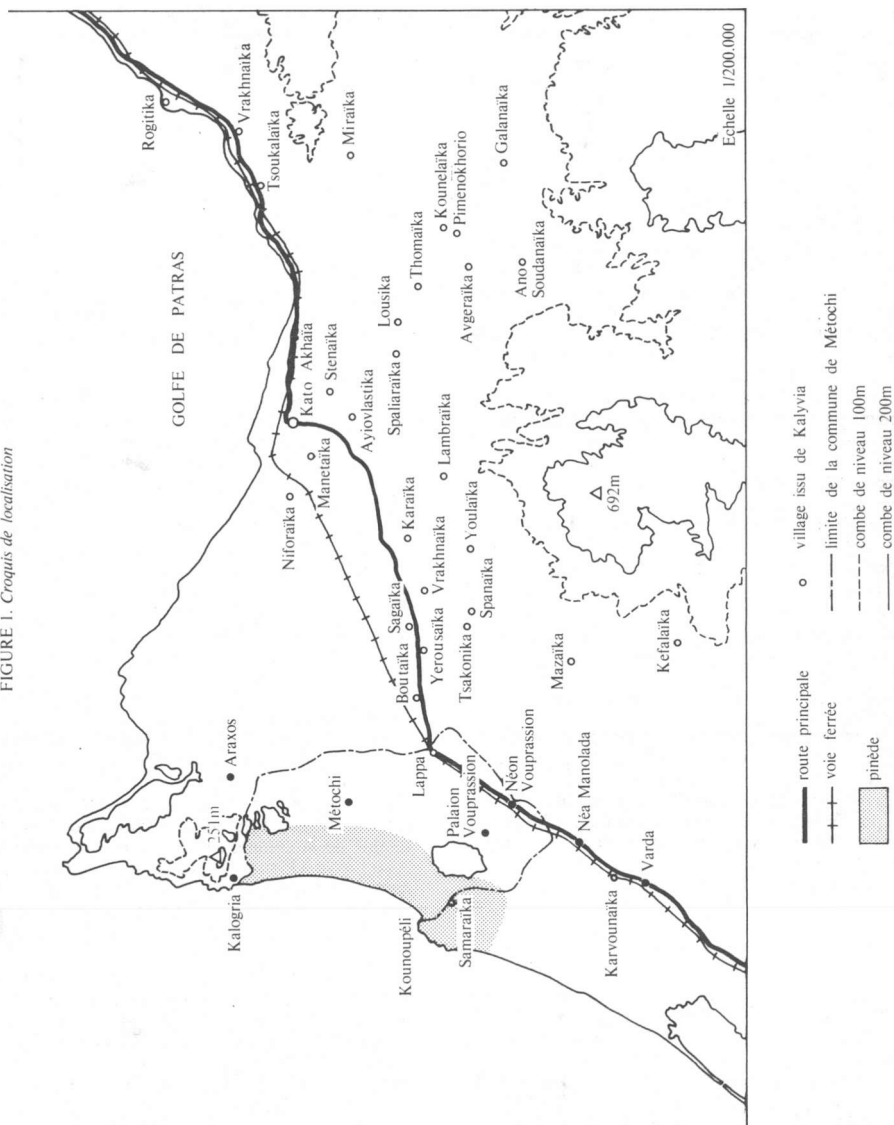 FIGURE 1. Croquis de localisation
GOLFE DE PATRAS
Rogitika
Vrakhnaïka
Tsoukalaïka
Miraïka
Kato Akhaïa
Stenaïka
Ayiovlastika
Niforaïka
Manetaïka
Lousika
Thomaïka
Kounelaïka
Pimenokhorio
Galanaïka
Spaliaraïka
Avgeraïka
Ano
Soudanaïka
Lambraïka
Karaïka
Youlaïka
Vrakhnaïka
Sagaïka
Spanaïka
Yerousaïka
Boutaïka
Tsakonika
Mazaïka
Kefalaïka
692m
Araxos
251m
Kalogria
Métochi
Lappa
Palaion
Vouprassion
Néon
Vouprassion
Kounoupéli
Samaraïka
Néa Manolada
Varda
Karvounaïka
Echelle 1/200.000
route principale
voie ferrée
pinède
village issu de Kalyvia
limite de la commune de Métochi
combe de niveau 100m
combe de niveau 200m